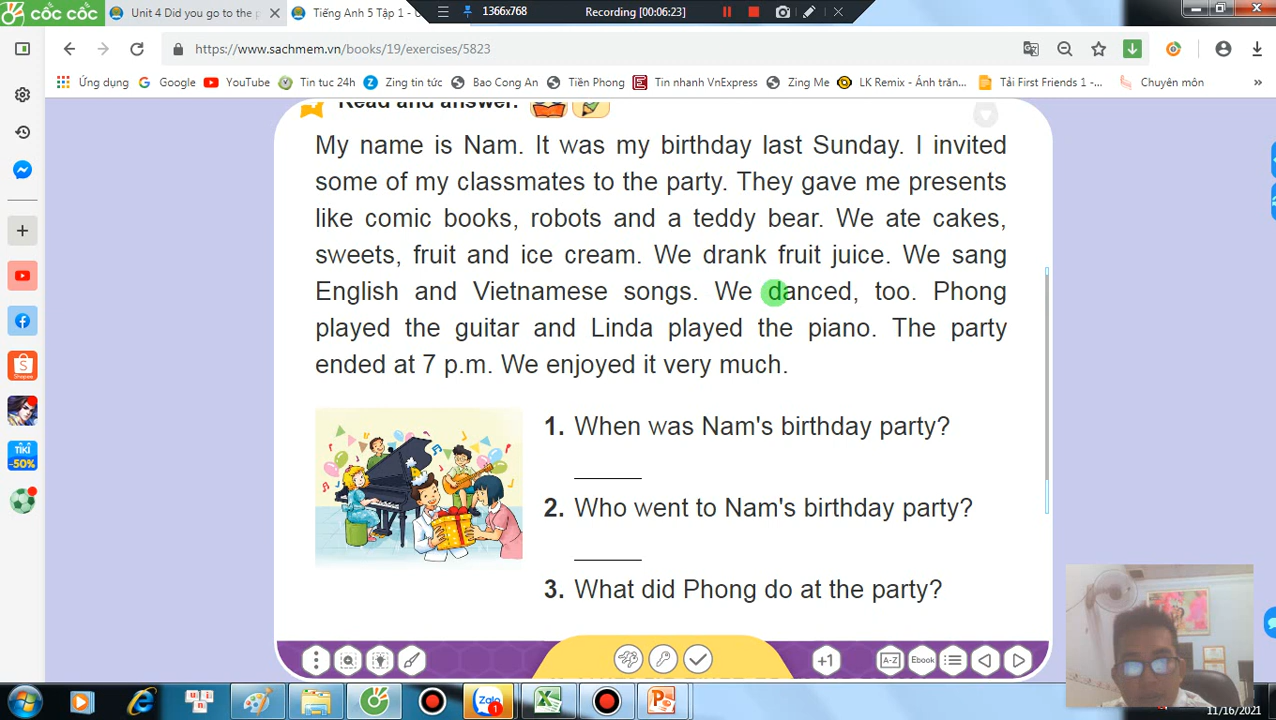 cốc cốc
Unit 4 Did you go to the p
Tiếng Anh 5 Tập 1 - 
1366x768
Recording [00:06:23]
https://www.sachmem.vn/books/19/exercises/5823
Ứng dụng
Google
YouTube
Tin tuc 24h
Zing tin tức
Bao Cong An
Tiền Phong
Tin nhanh VnExpress
Zing Me
LK Remix - Ánh trăn...
Tải First Friends 1 -...
Chuyên môn
Read and answer.
My name is Nam. It was my birthday last Sunday. I invited
some of my classmates to the party. They gave me presents
like comic books, robots and a teddy bear. We ate cakes,
sweets, fruit and ice cream. We drank fruit juice. We sang
English and Vietnamese songs. We danced, too. Phong
played the guitar and Linda played the piano. The party
ended at 7 p.m. We enjoyed it very much.
1. When was Nam's birthday party?
2. Who went to Nam's birthday party?
3. What did Phong do at the party?
Shopee
TIKI
-50%
+1
A-Z
Ebook
Zalo
1
11/16/2021